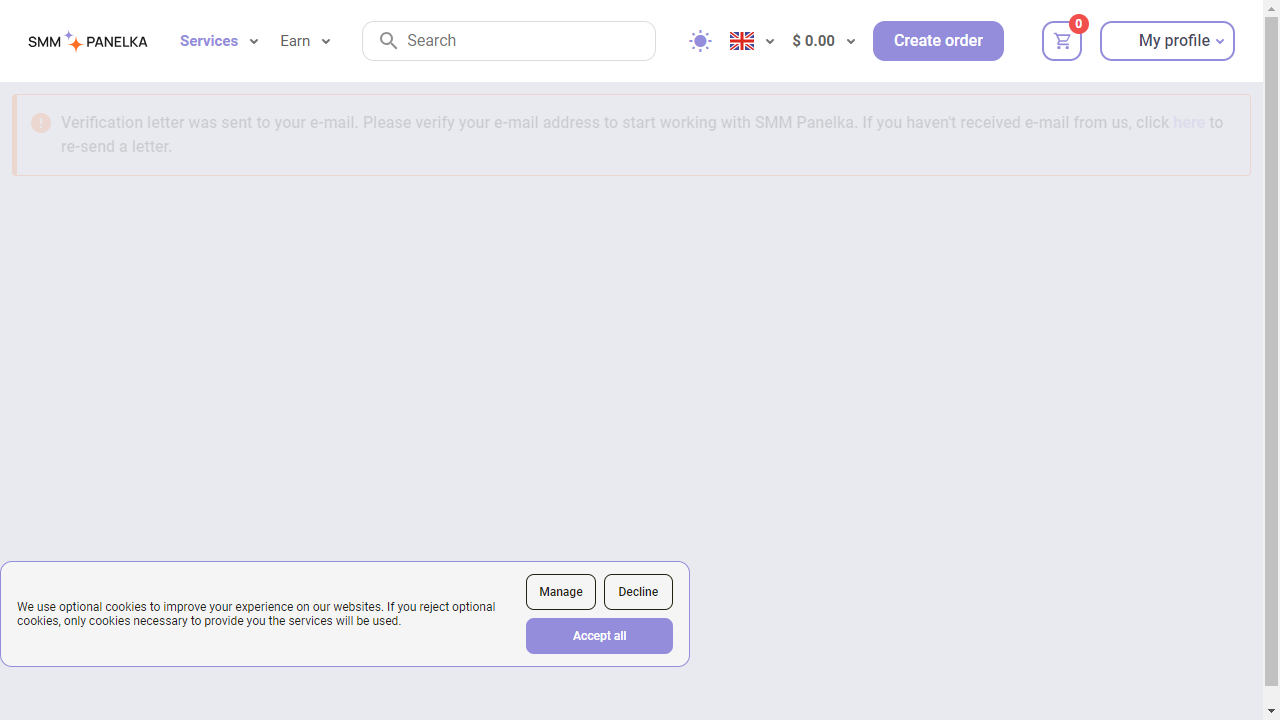 SMM PANELKA Services Earn Search $ 0.00 Create order 0 My profile
Verification letter was sent to your e-mail. Please verify your e-mail address to start working with SMM Panelka. If you haven't received e-mail from us, click here to
re-send a letter.
We use optional cookies to improve your experience on our websites. If you reject optional
cookies, only cookies necessary to provide you the services will be used.
Manage Decline
Accept all